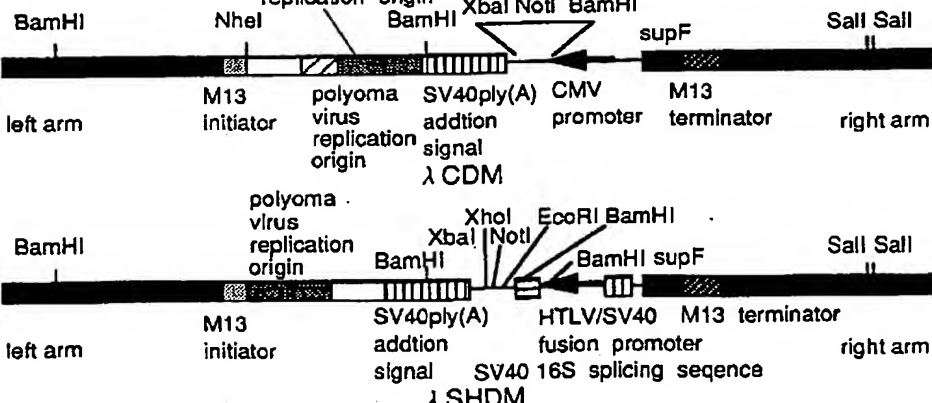 replication origin
BamHI NheI BamHI XbaI NotI BamHI
supF SalI SalI
M13 initiator
polyoma virus replication origin
SV40ply(A) addtion signal
CMV promoter
M13 terminator
left arm right arm
λ CDM
polyoma virus replication origin
XhoI EcoRI BamHI
XbaI NotI
BamHI BamHI BamHI supF SalI SalI
M13 initiator
SV40ply(A) addtion signal
HTLV/SV40 fusion promoter
M13 terminator
left arm right arm
SV40 16S splicing seqence
λ SHDM